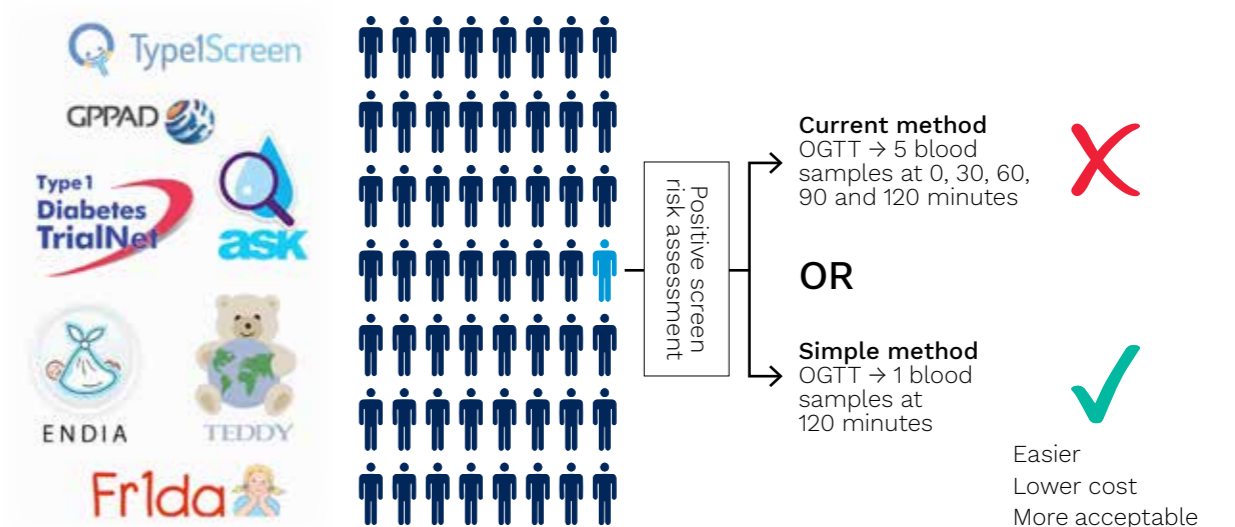 Type1Screen
GPPAD
Type 1
Diabetes
TrialNet
ask
ENDIA
TEDDY
Fr1da
Positive screen
risk assessment
Current method
OGTT → 5 blood
samples at 0, 30, 60,
90 and 120 minutes
OR
Simple method
OGTT → 1 blood
samples at
120 minutes
Easier
Lower cost
More acceptable